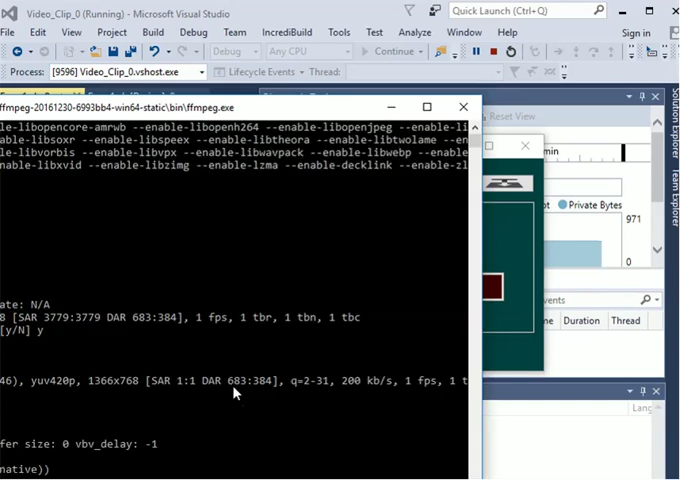 Video_Clip_0 (Running) - Microsoft Visual Studio
Quick Launch (Ctrl+Q)
File Edit View Project Build Debug Team IncrediBuild Tools Test Analyze Window Help
Sign in
Debug Any CPU Continue
Process: [9596] Video_Clip_0.vshost.exe Lifecycle Events Thread:
ffmpeg-20161230-6993bb4-win64-static\bin\ffmpeg.exe
Reset View
le-libopencore-amrwb --enable-libopenh264 --enable-libopenjpeg --enable-li
libsoxr --enable-libspeex --enable-libtheora --enable-libtwolame --en
libvorbis --enable-libvpx --enable-libwavpack --enable-libwebp --enab
libxvid --enable-libzimg --enable-lzma --enable-decklink --enable-zl
min
Private Bytes
971
0
Solution Explorer
Team Explorer
ate: N/A
8 [SAR 3779:3779 DAR 683:384], 1 fps, 1 tbr, 1 tbn, 1 tbc
[y/N] y
vents
me Duration Thread
46), yuv420p, 1366x768 [SAR 1:1 DAR 683:384], q=2-31, 200 kb/s, 1 fps, 1 t
Lang
fer size: 0 vbv_delay: -1
native))